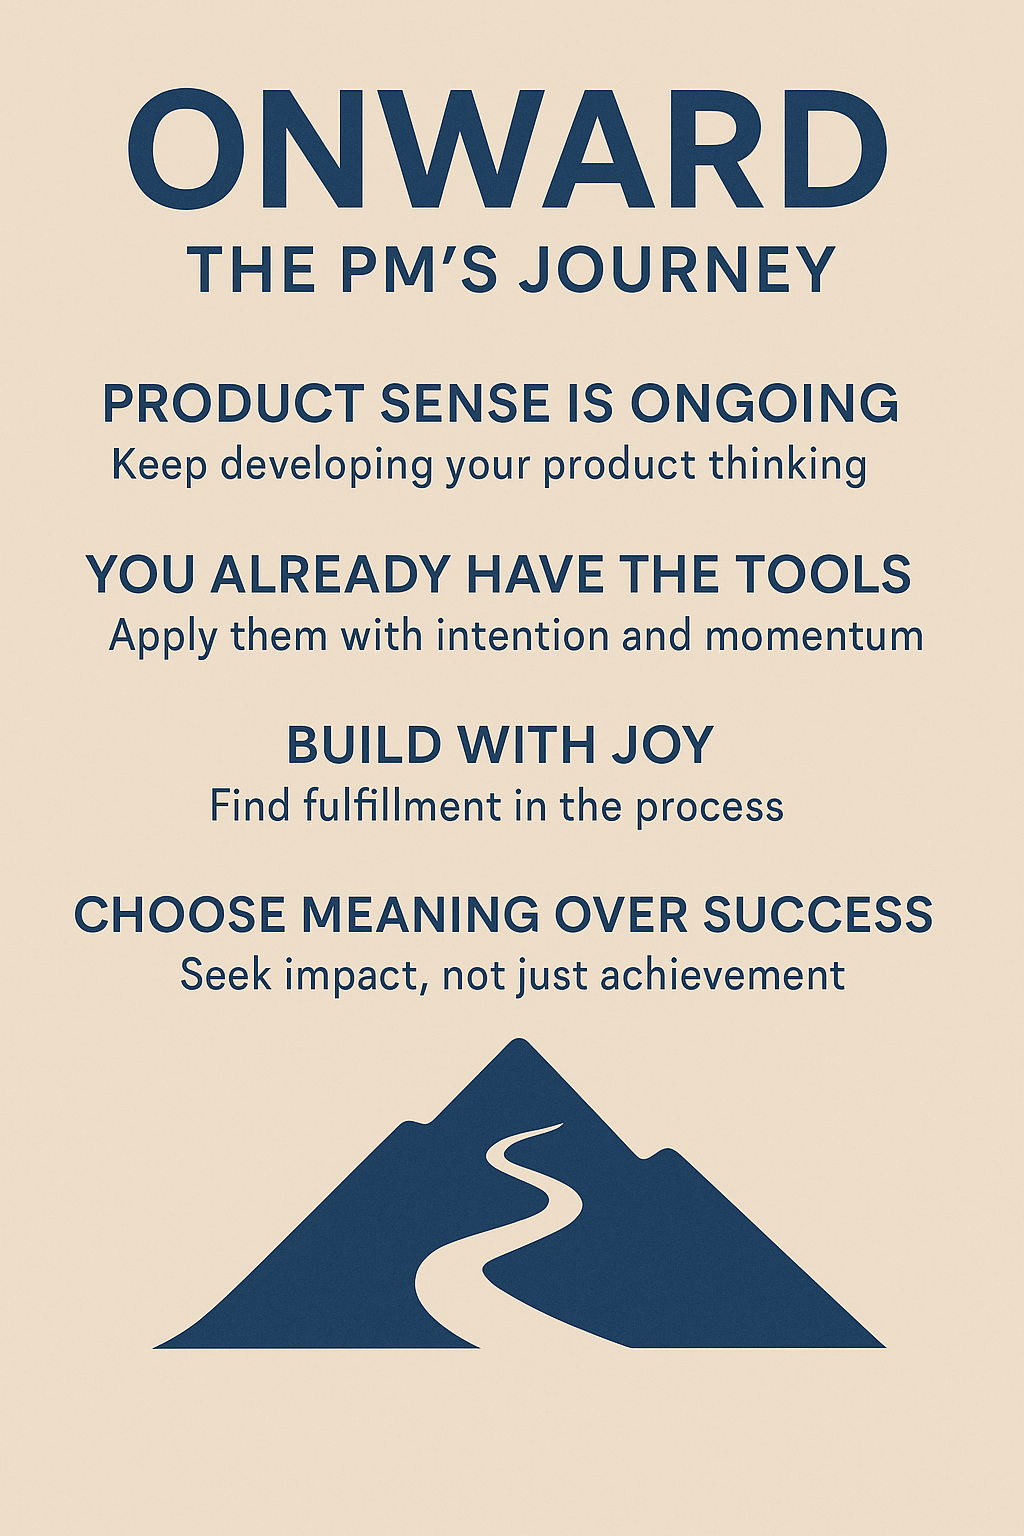 ONWARD
THE PM’S JOURNEY
PRODUCT SENSE IS ONGOING
Keep developing your product thinking
YOU ALREADY HAVE THE TOOLS
Apply them with intention and momentum
BUILD WITH JOY
Find fulfillment in the process
CHOOSE MEANING OVER SUCCESS
Seek impact, not just achievement